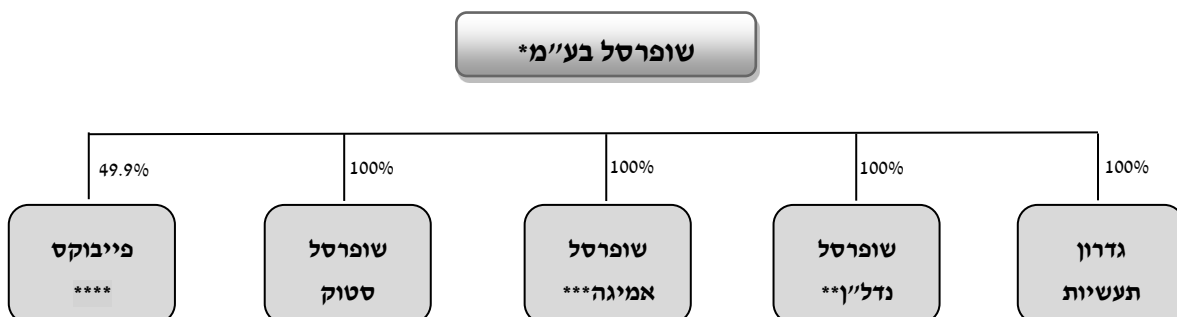 שופרסל בע"מ*
100%
100%
100%
100%
49.9%
גדרון
תעשיות
שופרסל
נדל"ן**
שופרסל
אמיגה***
שופרסל
סטוק
פייבוקס
****